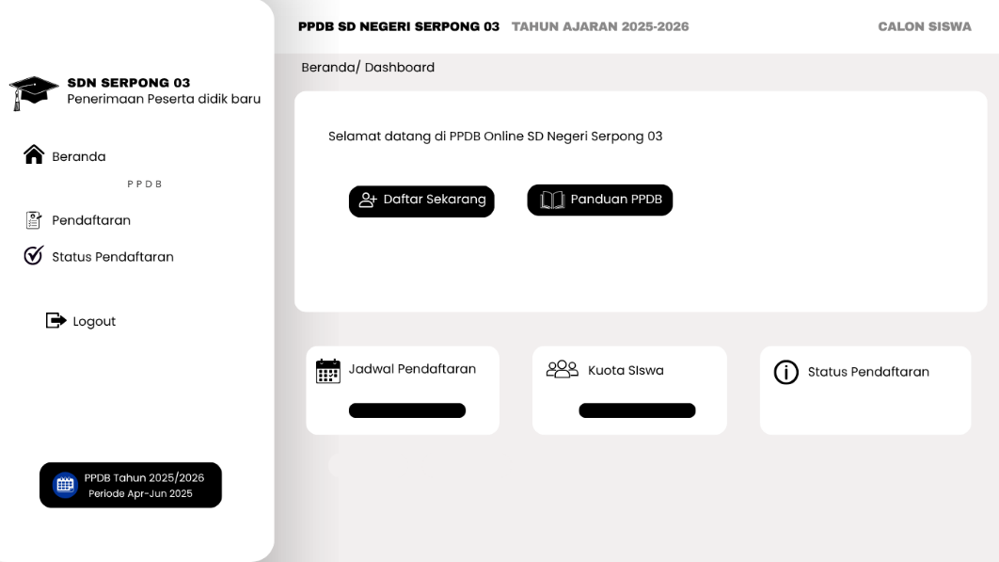 SDN SERPONG 03
Penerimaan Peserta didik baru
Beranda
PPDB
Pendaftaran
Status Pendaftaran
Logout
PPDB Tahun 2025/2026
Periode Apr-Jun 2025
PPDB SD NEGERI SERPONG 03 TAHUN AJARAN 2025-2026 CALON SISWA
Beranda/ Dashboard
Selamat datang di PPDB Online SD Negeri Serpong 03
Daftar Sekarang Panduan PPDB
Jadwal Pendaftaran Kuota SIswa Status Pendaftaran